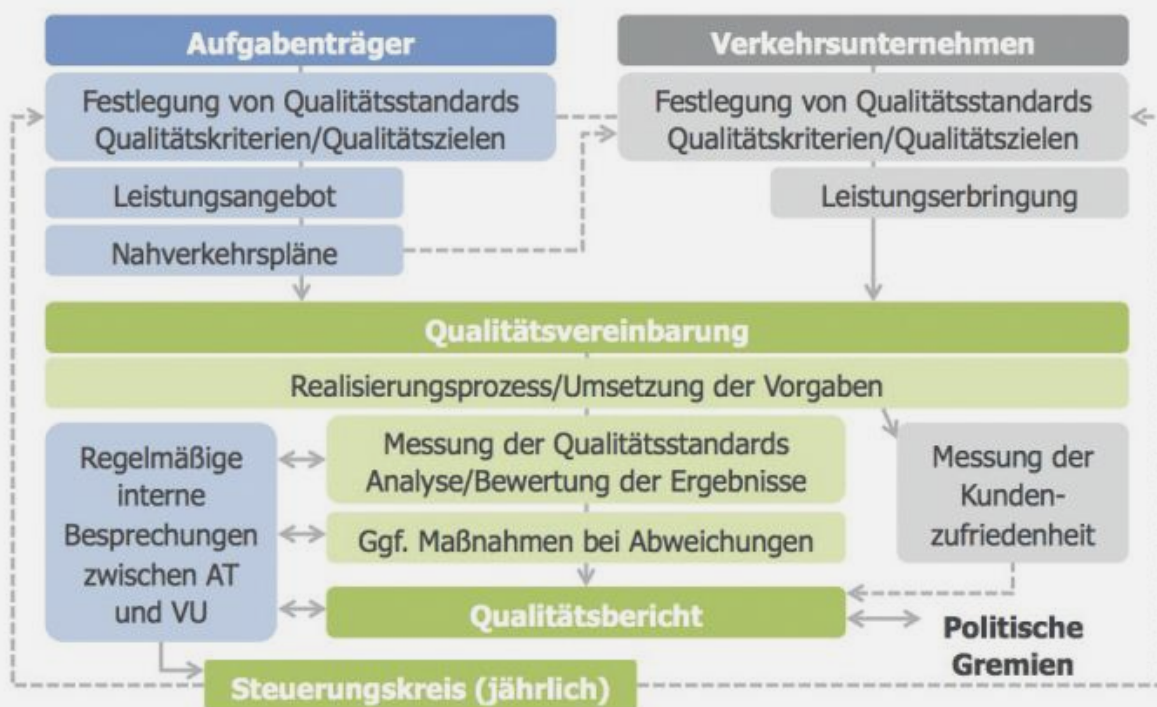 Aufgabenträger
Verkehrsunternehmen
Festlegung von Qualitätsstandards
Qualitätskriterien/Qualitätszielen
Festlegung von Qualitätsstandards
Qualitätskriterien/Qualitätszielen
Leistungsangebot
Leistungserbringung
Nahverkehrspläne
Qualitätsvereinbarung
Realisierungsprozess/Umsetzung der Vorgaben
Regelmäßige
interne
Besprechungen
zwischen AT
und VU
Messung der Qualitätsstandards
Analyse/Bewertung der Ergebnisse
Ggf. Maßnahmen bei Abweichungen
Qualitätsbericht
Messung der
Kunden-
zufriedenheit
Politische
Gremien
Steuerungskreis (jährlich)